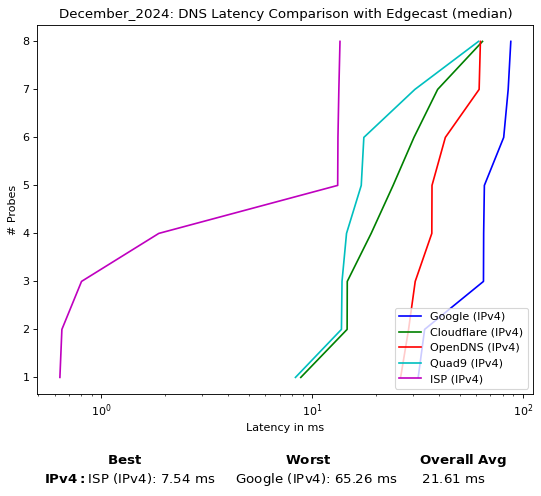 December_2024: DNS Latency Comparison with Edgecast (median)
8
7
6
5
4
3
2
1
# Probes
10⁰
10¹
10²
Latency in ms
Google (IPv4)
Cloudflare (IPv4)
OpenDNS (IPv4)
Quad9 (IPv4)
ISP (IPv4)
Best Worst Overall Avg
IPv4: ISP (IPv4): 7.54 ms Google (IPv4): 65.26 ms 21.61 ms